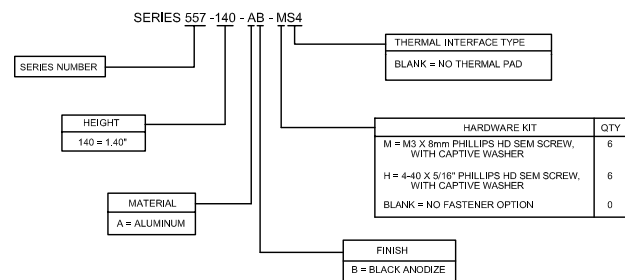 SERIES 557 -140 - AB - MS4
THERMAL INTERFACE TYPE
BLANK = NO THERMAL PAD
SERIES NUMBER
HEIGHT
140 = 1.40"
HARDWARE KIT QTY
M = M3 X 8mm PHILLIPS HD SEM SCREW, 6
WITH CAPTIVE WASHER
H = 4-40 X 5/16" PHILLIPS HD SEM SCREW, 6
WITH CAPTIVE WASHER
BLANK = NO FASTENER OPTION 0
MATERIAL
A = ALUMINUM
FINISH
B = BLACK ANODIZE